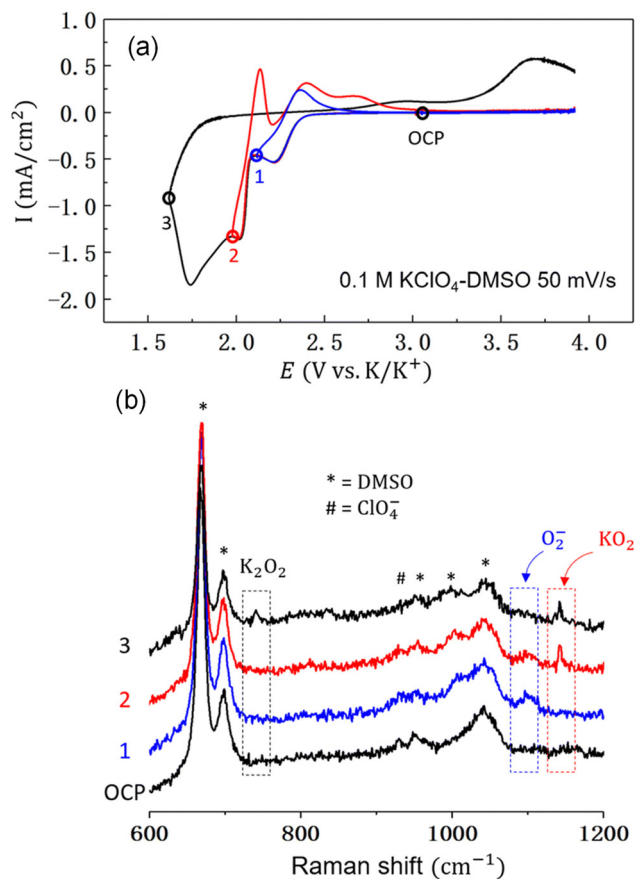 (a)
I (mA/cm²)
1.0
0.5
0.0
-0.5
-1.0
-1.5
-2.0
OCP
1
2
3
0.1 M KClO₄-DMSO 50 mV/s
1.5 2.0 2.5 3.0 3.5 4.0
E (V vs. K/K⁺)
(b)
*
* = DMSO
# = ClO₄⁻
O₂⁻ KO₂
* K₂O₂ # * * *
3
2
1
OCP
600 800 1000 1200
Raman shift (cm⁻¹)